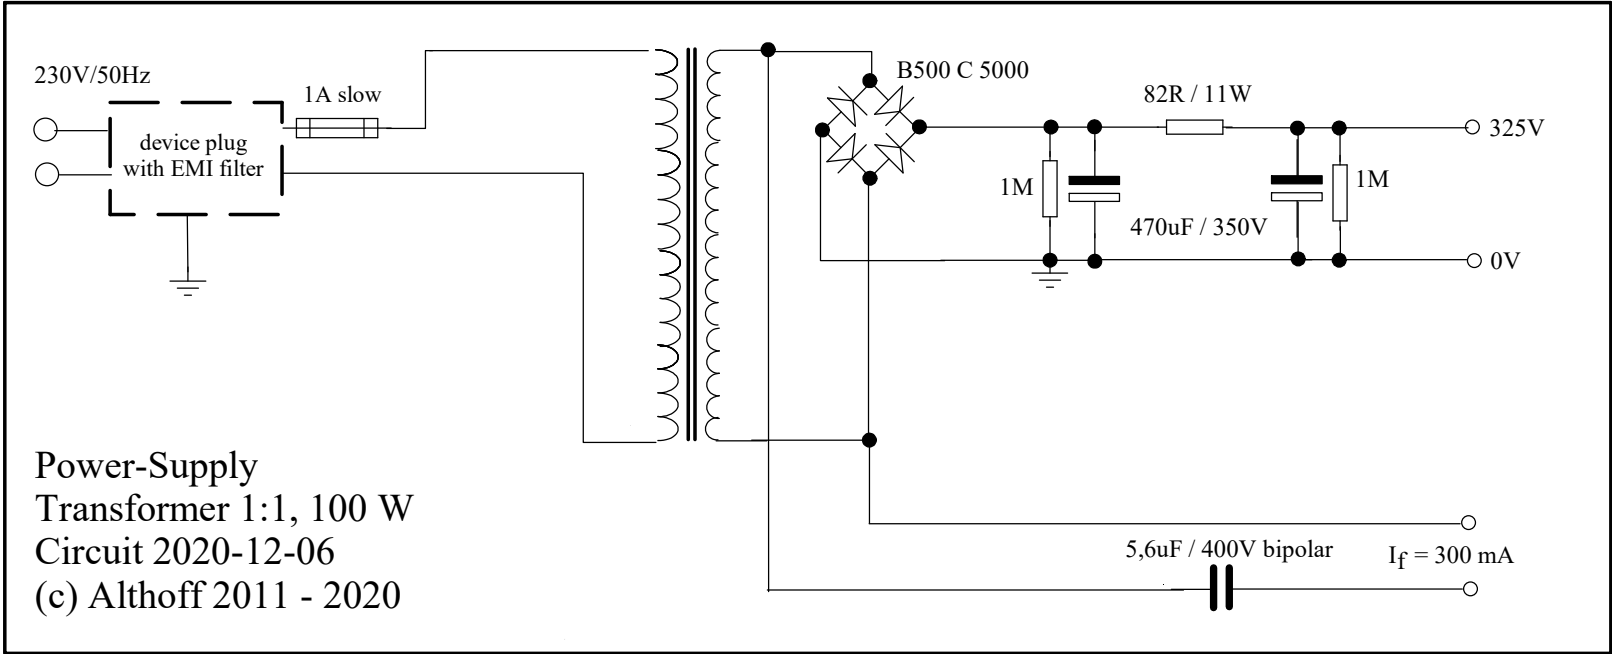 230V/50Hz
1A slow
device plug
with EMI filter
B500 C 5000
82R / 11W
325V
1M
1M
470uF / 350V
0V
5,6uF / 400V bipolar
If = 300 mA
Power-Supply
Transformer 1:1, 100 W
Circuit 2020-12-06
(c) Althoff 2011 - 2020